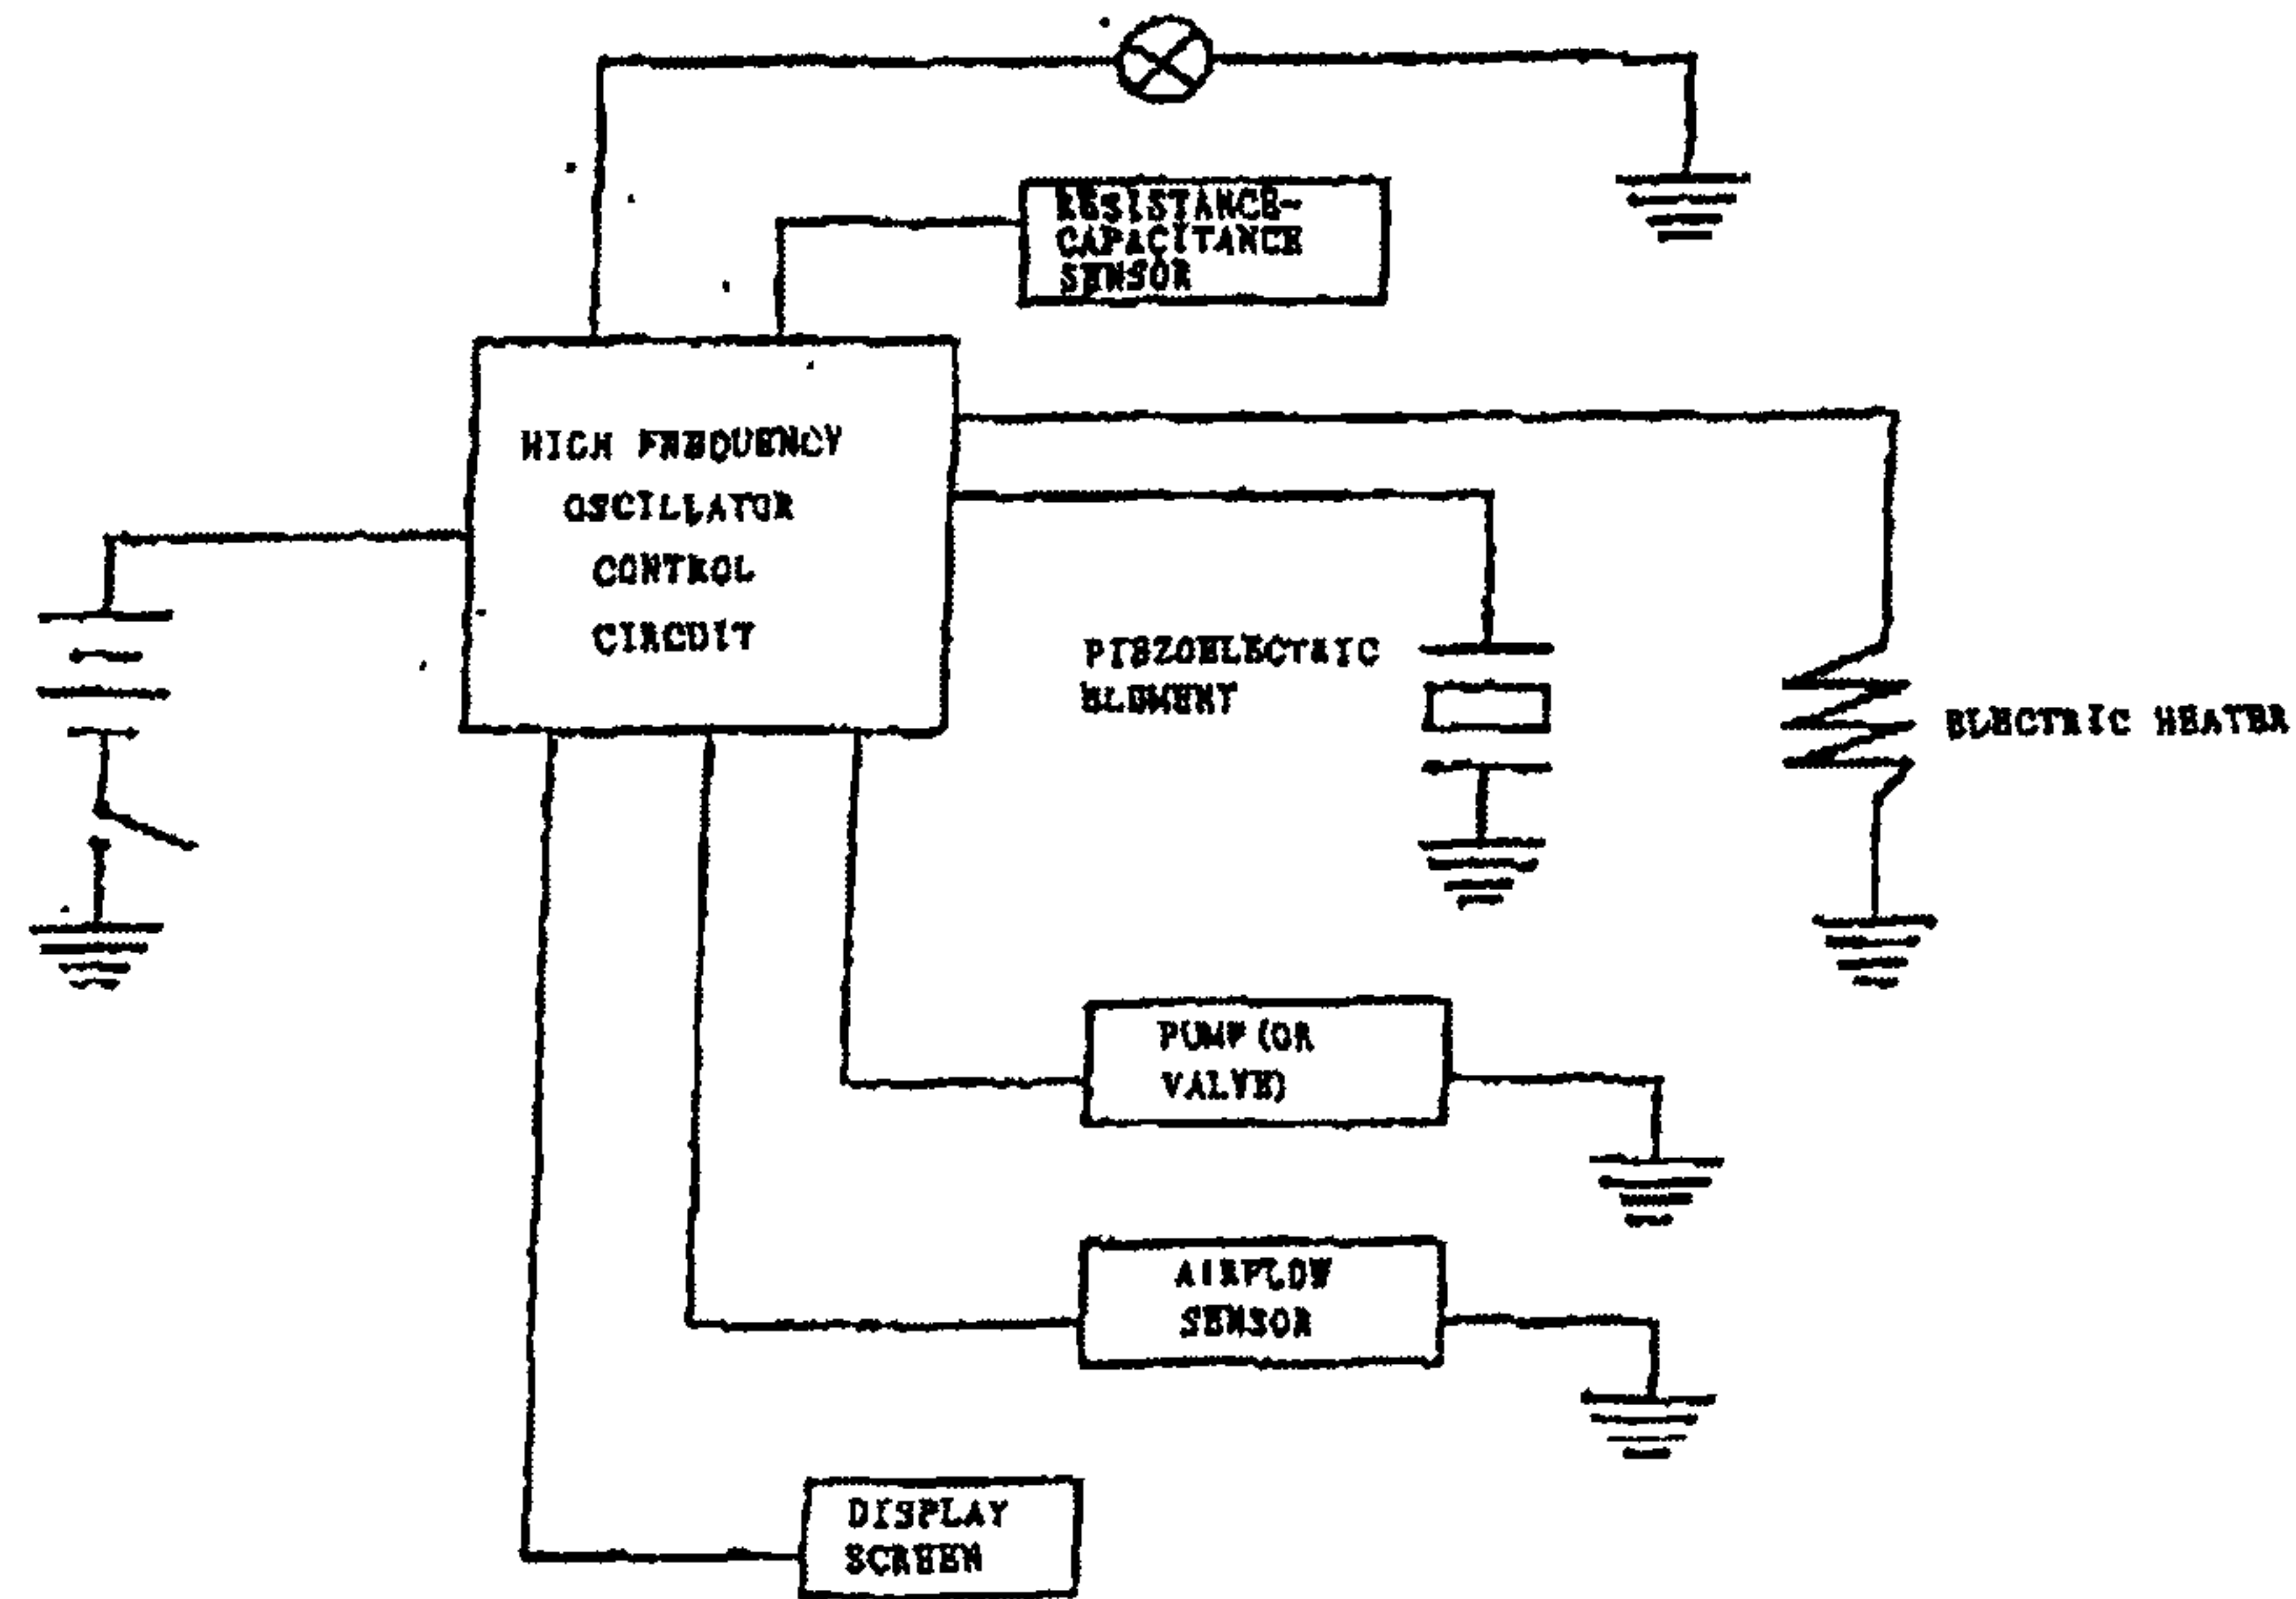 RESISTANCE-
CAPACITANCE
SENSOR
HIGH FREQUENCY
OSCILLATOR
CONTROL
CIRCUIT
PIEZOELECTRIC
ELEMENT
ELECTRIC HEATER
PUMP (OR
VALVE)
AIRFLOW
SENSOR
DISPLAY
SCREEN